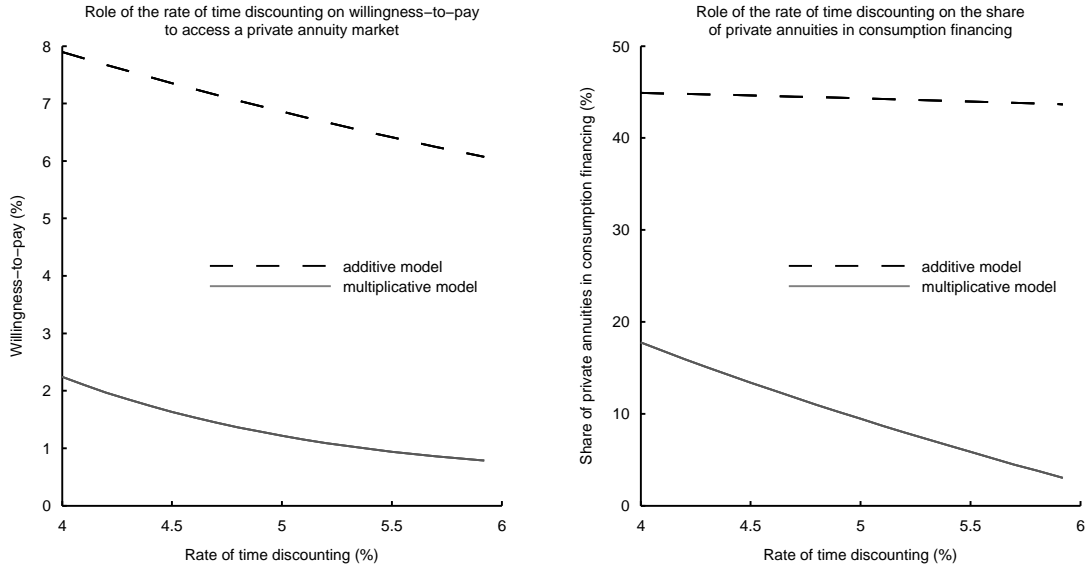 Role of the rate of time discounting on willingness−to−pay
to access a private annuity market
8
7
6
5
4
3
2
1
0
Willingness−to−pay (%)
additive model
multiplicative model
4
4.5
5
5.5
6
Rate of time discounting (%)
Role of the rate of time discounting on the share
of private annuities in consumption financing
50
40
30
20
10
0
Share of private annuities in consumption financing (%)
additive model
multiplicative model
4
4.5
5
5.5
6
Rate of time discounting (%)